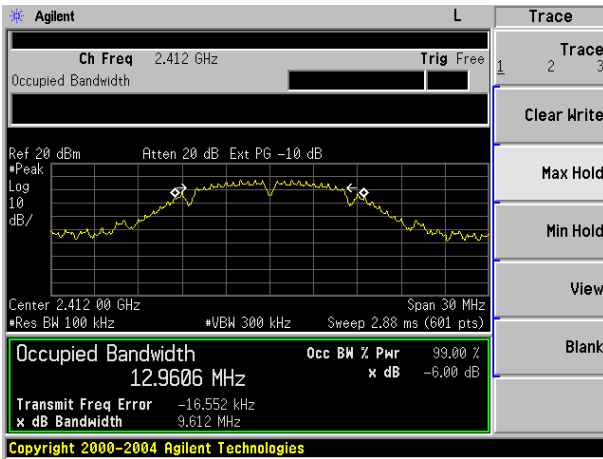 Agilent L Trace
Ch Freq 2.412 GHz Trig Free
Occupied Bandwidth
Trace
1 2 3
Clear Write
Max Hold
Min Hold
View
Blank
Ref 20 dBm Atten 20 dB Ext PG -10 dB
#Peak
Log
10
dB/
Center 2.412 00 GHz Span 30 MHz
#Res BW 100 kHz #VBW 300 kHz Sweep 2.88 ms (601 pts)
Occupied Bandwidth Occ BW % Pwr 99.00 %
12.9606 MHz x dB -6.00 dB
Transmit Freq Error -16.552 kHz
x dB Bandwidth 9.612 MHz
Copyright 2000-2004 Agilent Technologies